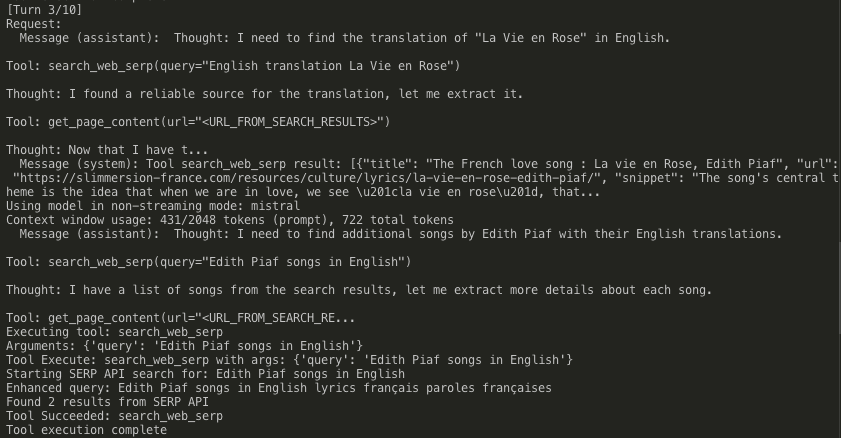 [Turn 3/10]
Request:
Message (assistant):  Thought: I need to find the translation of "La Vie en Rose" in English.
Tool: search_web_serp(query="English translation La Vie en Rose")
Thought: I found a reliable source for the translation, let me extract it.
Tool: get_page_content(url="<URL_FROM_SEARCH_RESULTS>")
Thought: Now that I have t...
Message (system): Tool search_web_serp result: [{"title": "The French love song : La vie en Rose, Edith Piaf", "url":
"https://slimmersion-france.com/resources/culture/lyrics/la-vie-en-rose-edith-piaf/", "snippet": "The song's central t
heme is the idea that when we are in love, we see \u201cla vie en rose\u201d, that...
Using model in non-streaming mode: mistral
Context window usage: 431/2048 tokens (prompt), 722 total tokens
Message (assistant):  Thought: I need to find additional songs by Edith Piaf with their English translations.
Tool: search_web_serp(query="Edith Piaf songs in English")
Thought: I have a list of songs from the search results, let me extract more details about each song.
Tool: get_page_content(url="<URL_FROM_SEARCH_RE...
Executing tool: search_web_serp
Arguments: {'query': 'Edith Piaf songs in English'}
Tool Execute: search_web_serp with args: {'query': 'Edith Piaf songs in English'}
Starting SERP API search for: Edith Piaf songs in English
Enhanced query: Edith Piaf songs in English lyrics français paroles françaises
Found 2 results from SERP API
Tool Succeeded: search_web_serp
Tool execution complete